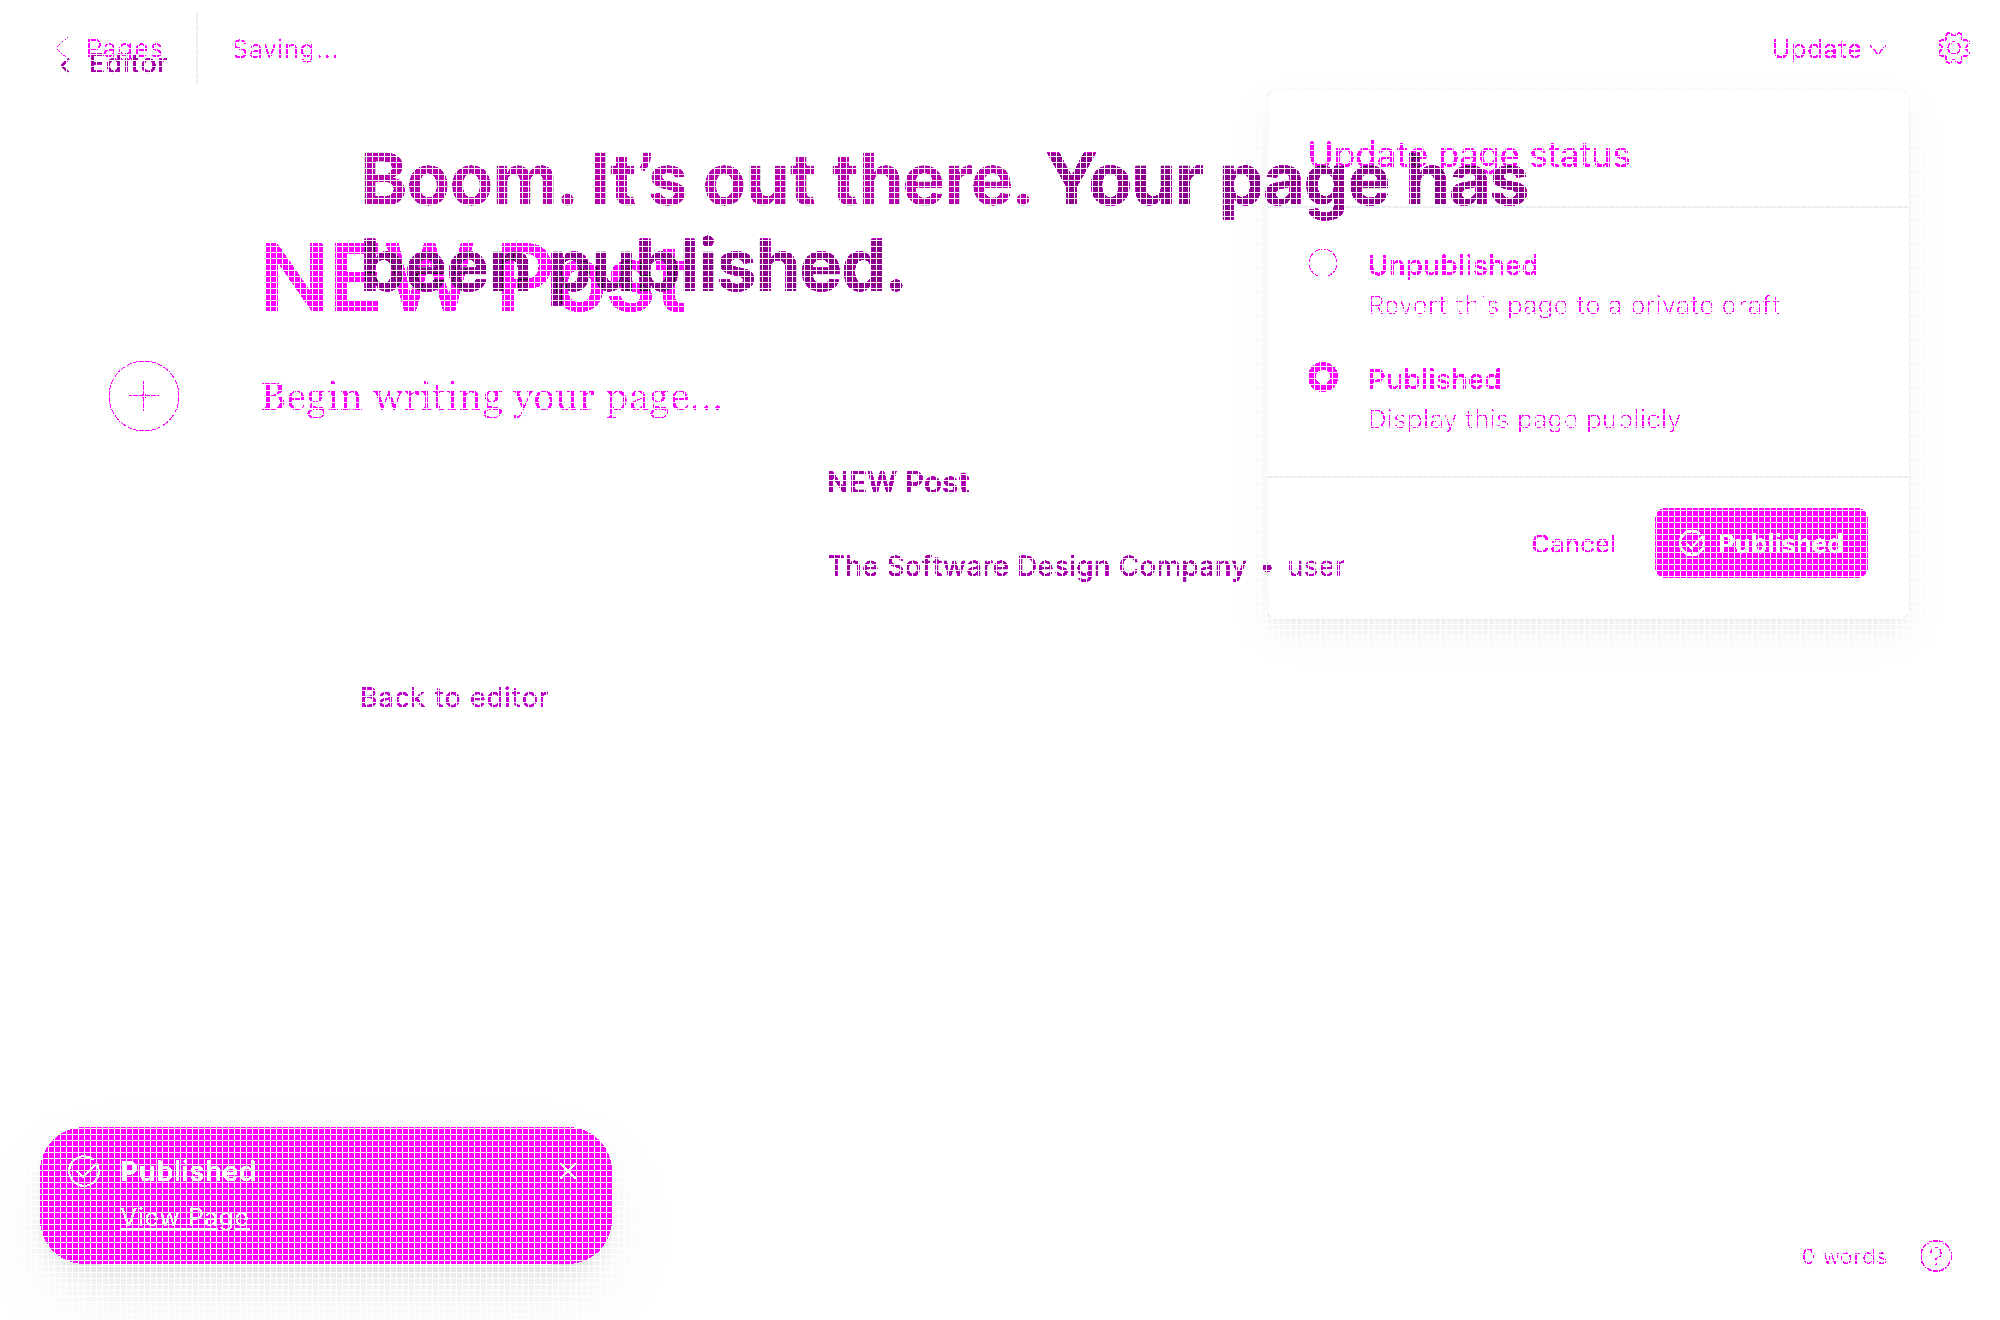 Pages
Editor
Saving...
Update
Boom. It's out there. Your page has
been published.
Update page status
NEW Post
Unpublished
Revert this page to a private draft
Begin writing your page...
Published
Display this page publicly
NEW Post
Cancel
Published
The Software Design Company • user
Back to editor
Published
View Page
0 words